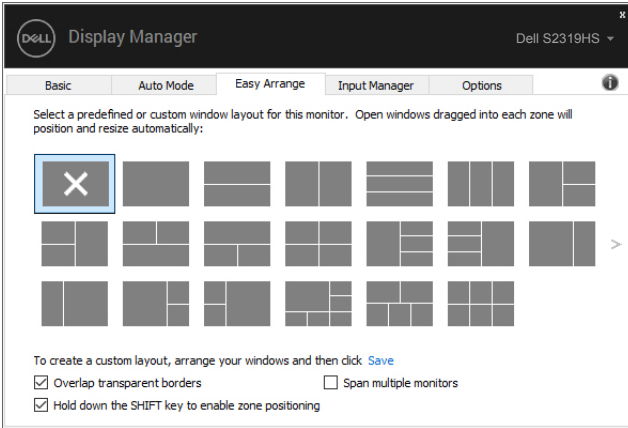 x
DELL Display Manager
Dell S2319HS
Basic Auto Mode Easy Arrange Input Manager Options
Select a predefined or custom window layout for this monitor. Open windows dragged into each zone will
position and resize automatically:
>
To create a custom layout, arrange your windows and then click Save
Overlap transparent borders Span multiple monitors
Hold down the SHIFT key to enable zone positioning